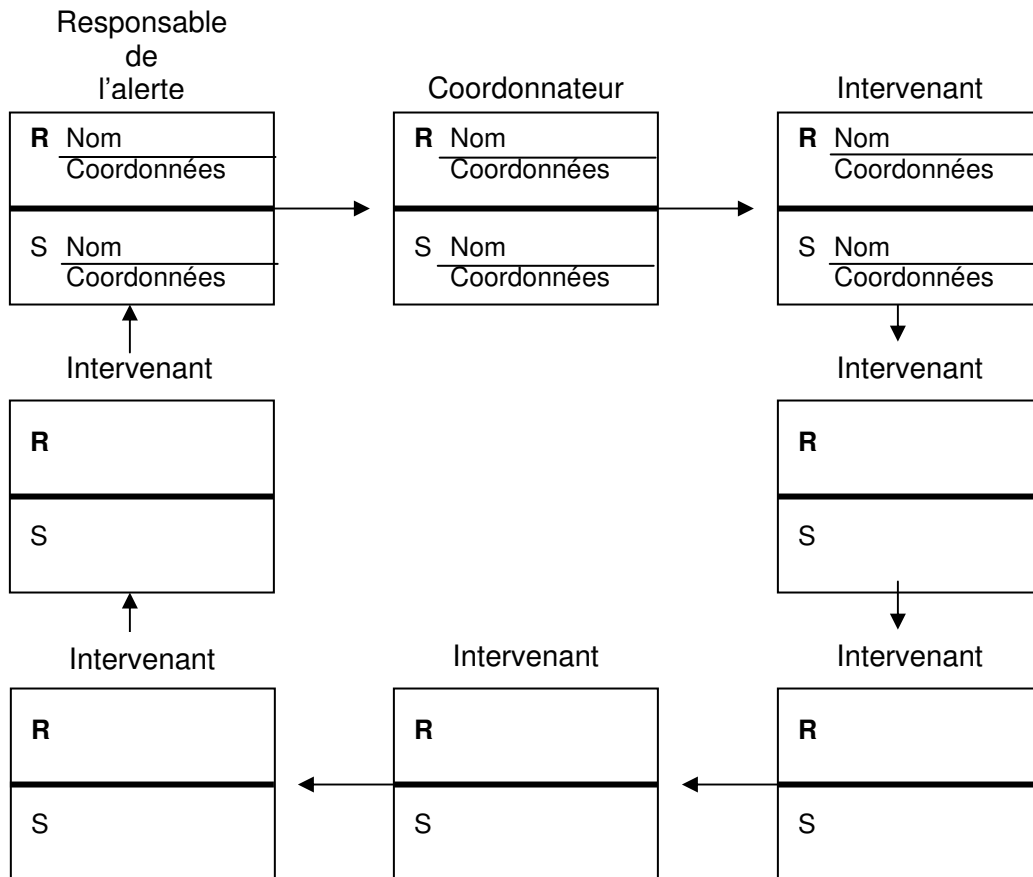 Responsable
de
l'alerte
Coordonnateur
Intervenant
R Nom
Coordonnées
S Nom
Coordonnées
R Nom
Coordonnées
S Nom
Coordonnées
R Nom
Coordonnées
S Nom
Coordonnées
Intervenant
R
S
Intervenant
R
S
Intervenant
R
S
Intervenant
R
S
Intervenant
R
S